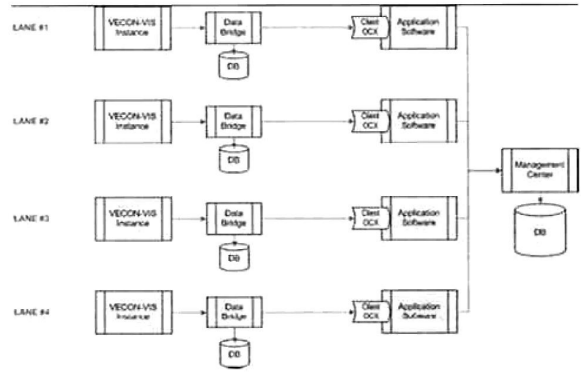 LANE #1
VECON-VIS
Instance
Data
Bridge
DB
Client
OCX
Application
Software
LANE #2
VECON-VIS
Instance
Data
Bridge
DB
Client
OCX
Application
Software
Management
Center
DB
LANE #3
VECON-VIS
Instance
Data
Bridge
DB
Client
OCX
Application
Software
LANE #4
VECON-VIS
Instance
Data
Bridge
DB
Client
OCX
Application
Software